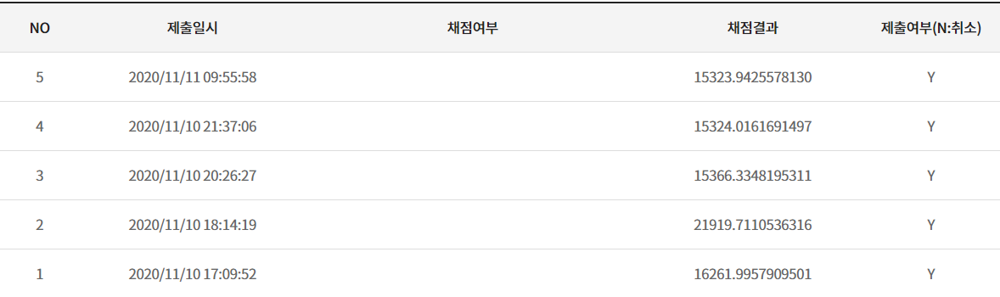 NO 제출일시 채점여부 채점결과 제출여부(N:취소)
5 2020/11/11 09:55:58 15323.9425578130 Y
4 2020/11/10 21:37:06 15324.0161691497 Y
3 2020/11/10 20:26:27 15366.3348195311 Y
2 2020/11/10 18:14:19 21919.7110536316 Y
1 2020/11/10 17:09:52 16261.9957909501 Y